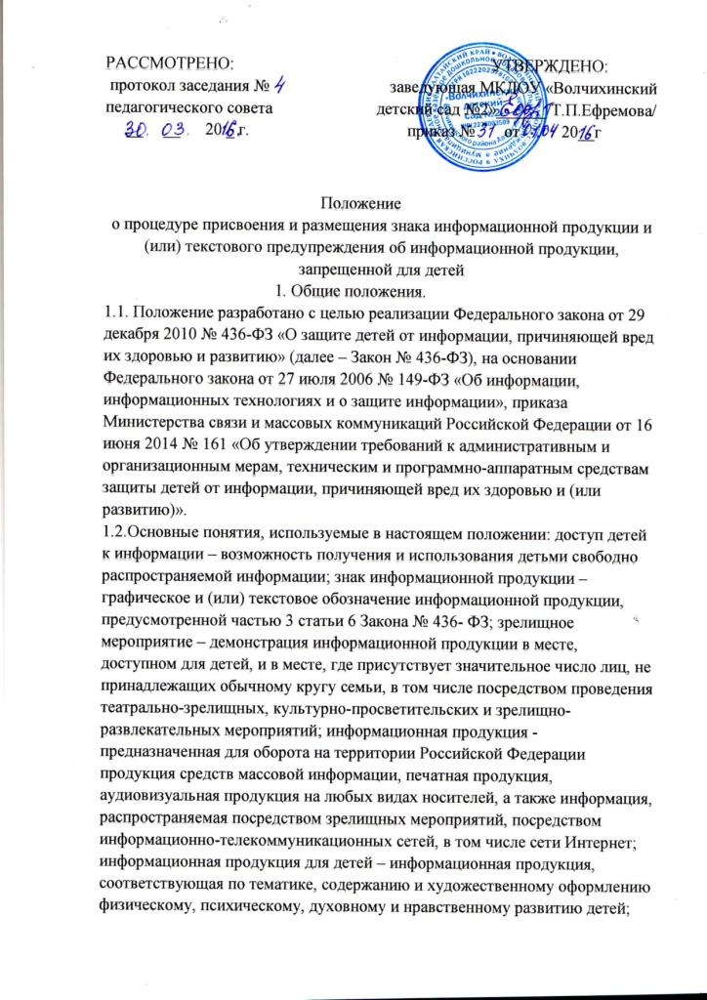 РАССМОТРЕНО:
протокол заседания № 4
педагогического совета
30. 03. 2016г.
УТВЕРЖДЕНО:
заведующая МКДОУ «Волчихинский
детский сад №2» /Т.П.Ефремова/
приказ № 31 от 01.04 2016г
Положение
о процедуре присвоения и размещения знака информационной продукции и
(или) текстового предупреждения об информационной продукции,
запрещенной для детей
1. Общие положения.
1.1. Положение разработано с целью реализации Федерального закона от 29
декабря 2010 № 436-ФЗ «О защите детей от информации, причиняющей вред
их здоровью и развитию» (далее – Закон № 436-ФЗ), на основании
Федерального закона от 27 июля 2006 № 149-ФЗ «Об информации,
информационных технологиях и о защите информации», приказа
Министерства связи и массовых коммуникаций Российской Федерации от 16
июня 2014 № 161 «Об утверждении требований к административным и
организационным мерам, техническим и программно-аппаратным средствам
защиты детей от информации, причиняющей вред их здоровью и (или
развитию)».
1.2.Основные понятия, используемые в настоящем положении: доступ детей
к информации – возможность получения и использования детьми свободно
распространяемой информации; знак информационной продукции –
графическое и (или) текстовое обозначение информационной продукции,
предусмотренной частью 3 статьи 6 Закона № 436- ФЗ; зрелищное
мероприятие – демонстрация информационной продукции в месте,
доступном для детей, и в месте, где присутствует значительное число лиц, не
принадлежащих обычному кругу семьи, в том числе посредством проведения
театрально-зрелищных, культурно-просветительских и зрелищно-
развлекательных мероприятий; информационная продукция -
предназначенная для оборота на территории Российской Федерации
продукция средств массовой информации, печатная продукция,
аудиовизуальная продукция на любых видах носителей, а также информация,
распространяемая посредством зрелищных мероприятий, посредством
информационно-телекоммуникационных сетей, в том числе сети Интернет;
информационная продукция для детей – информационная продукция,
соответствующая по тематике, содержанию и художественному оформлению
физическому, психическому, духовному и нравственному развитию детей;